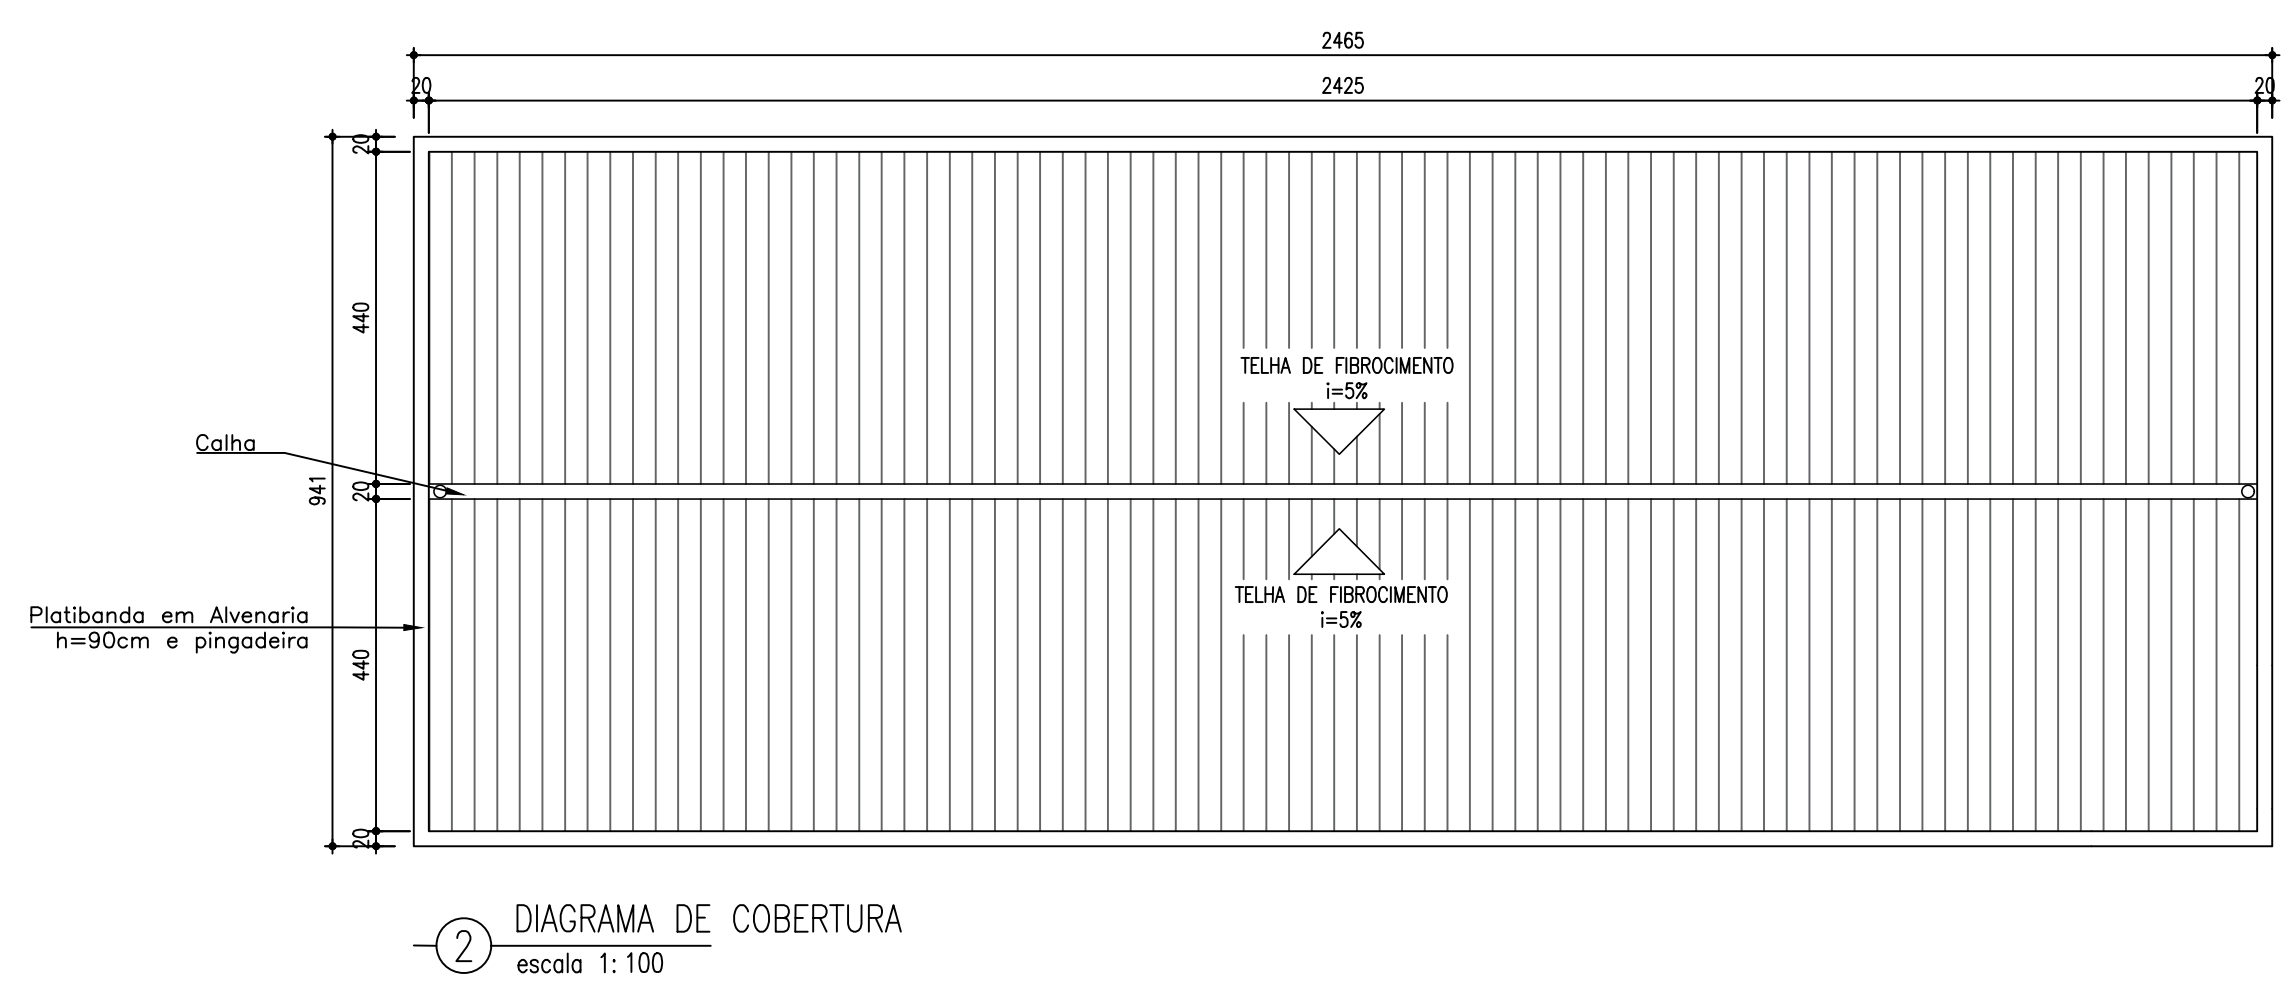 2465
20
2425
20
20
440
TELHA DE FIBROCIMENTO
i=5%
Calha
941
20
TELHA DE FIBROCIMENTO
i=5%
Platibanda em Alvenaria
h=90cm e pingadeira
440
20
2
DIAGRAMA DE COBERTURA
escala 1:100